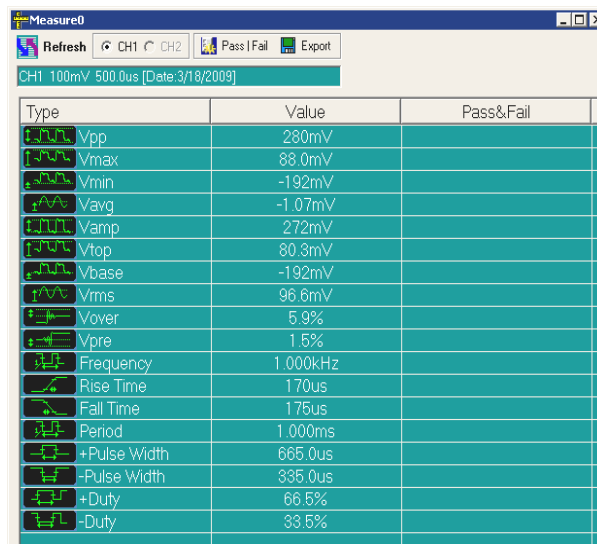 Measure0
Refresh CH1 CH2 Pass|Fail Export
CH1 100mV 500.0us [Date:3/18/2009]
Type Value Pass&Fail
Vpp 280mV
Vmax 88.0mV
Vmin -192mV
Vavg -1.07mV
Vamp 272mV
Vtop 80.3mV
Vbase -192mV
Vrms 96.6mV
Vover 5.9%
Vpre 1.5%
Frequency 1.000kHz
Rise Time 170us
Fall Time 175us
Period 1.000ms
+Pulse Width 665.0us
-Pulse Width 335.0us
+Duty 66.5%
-Duty 33.5%